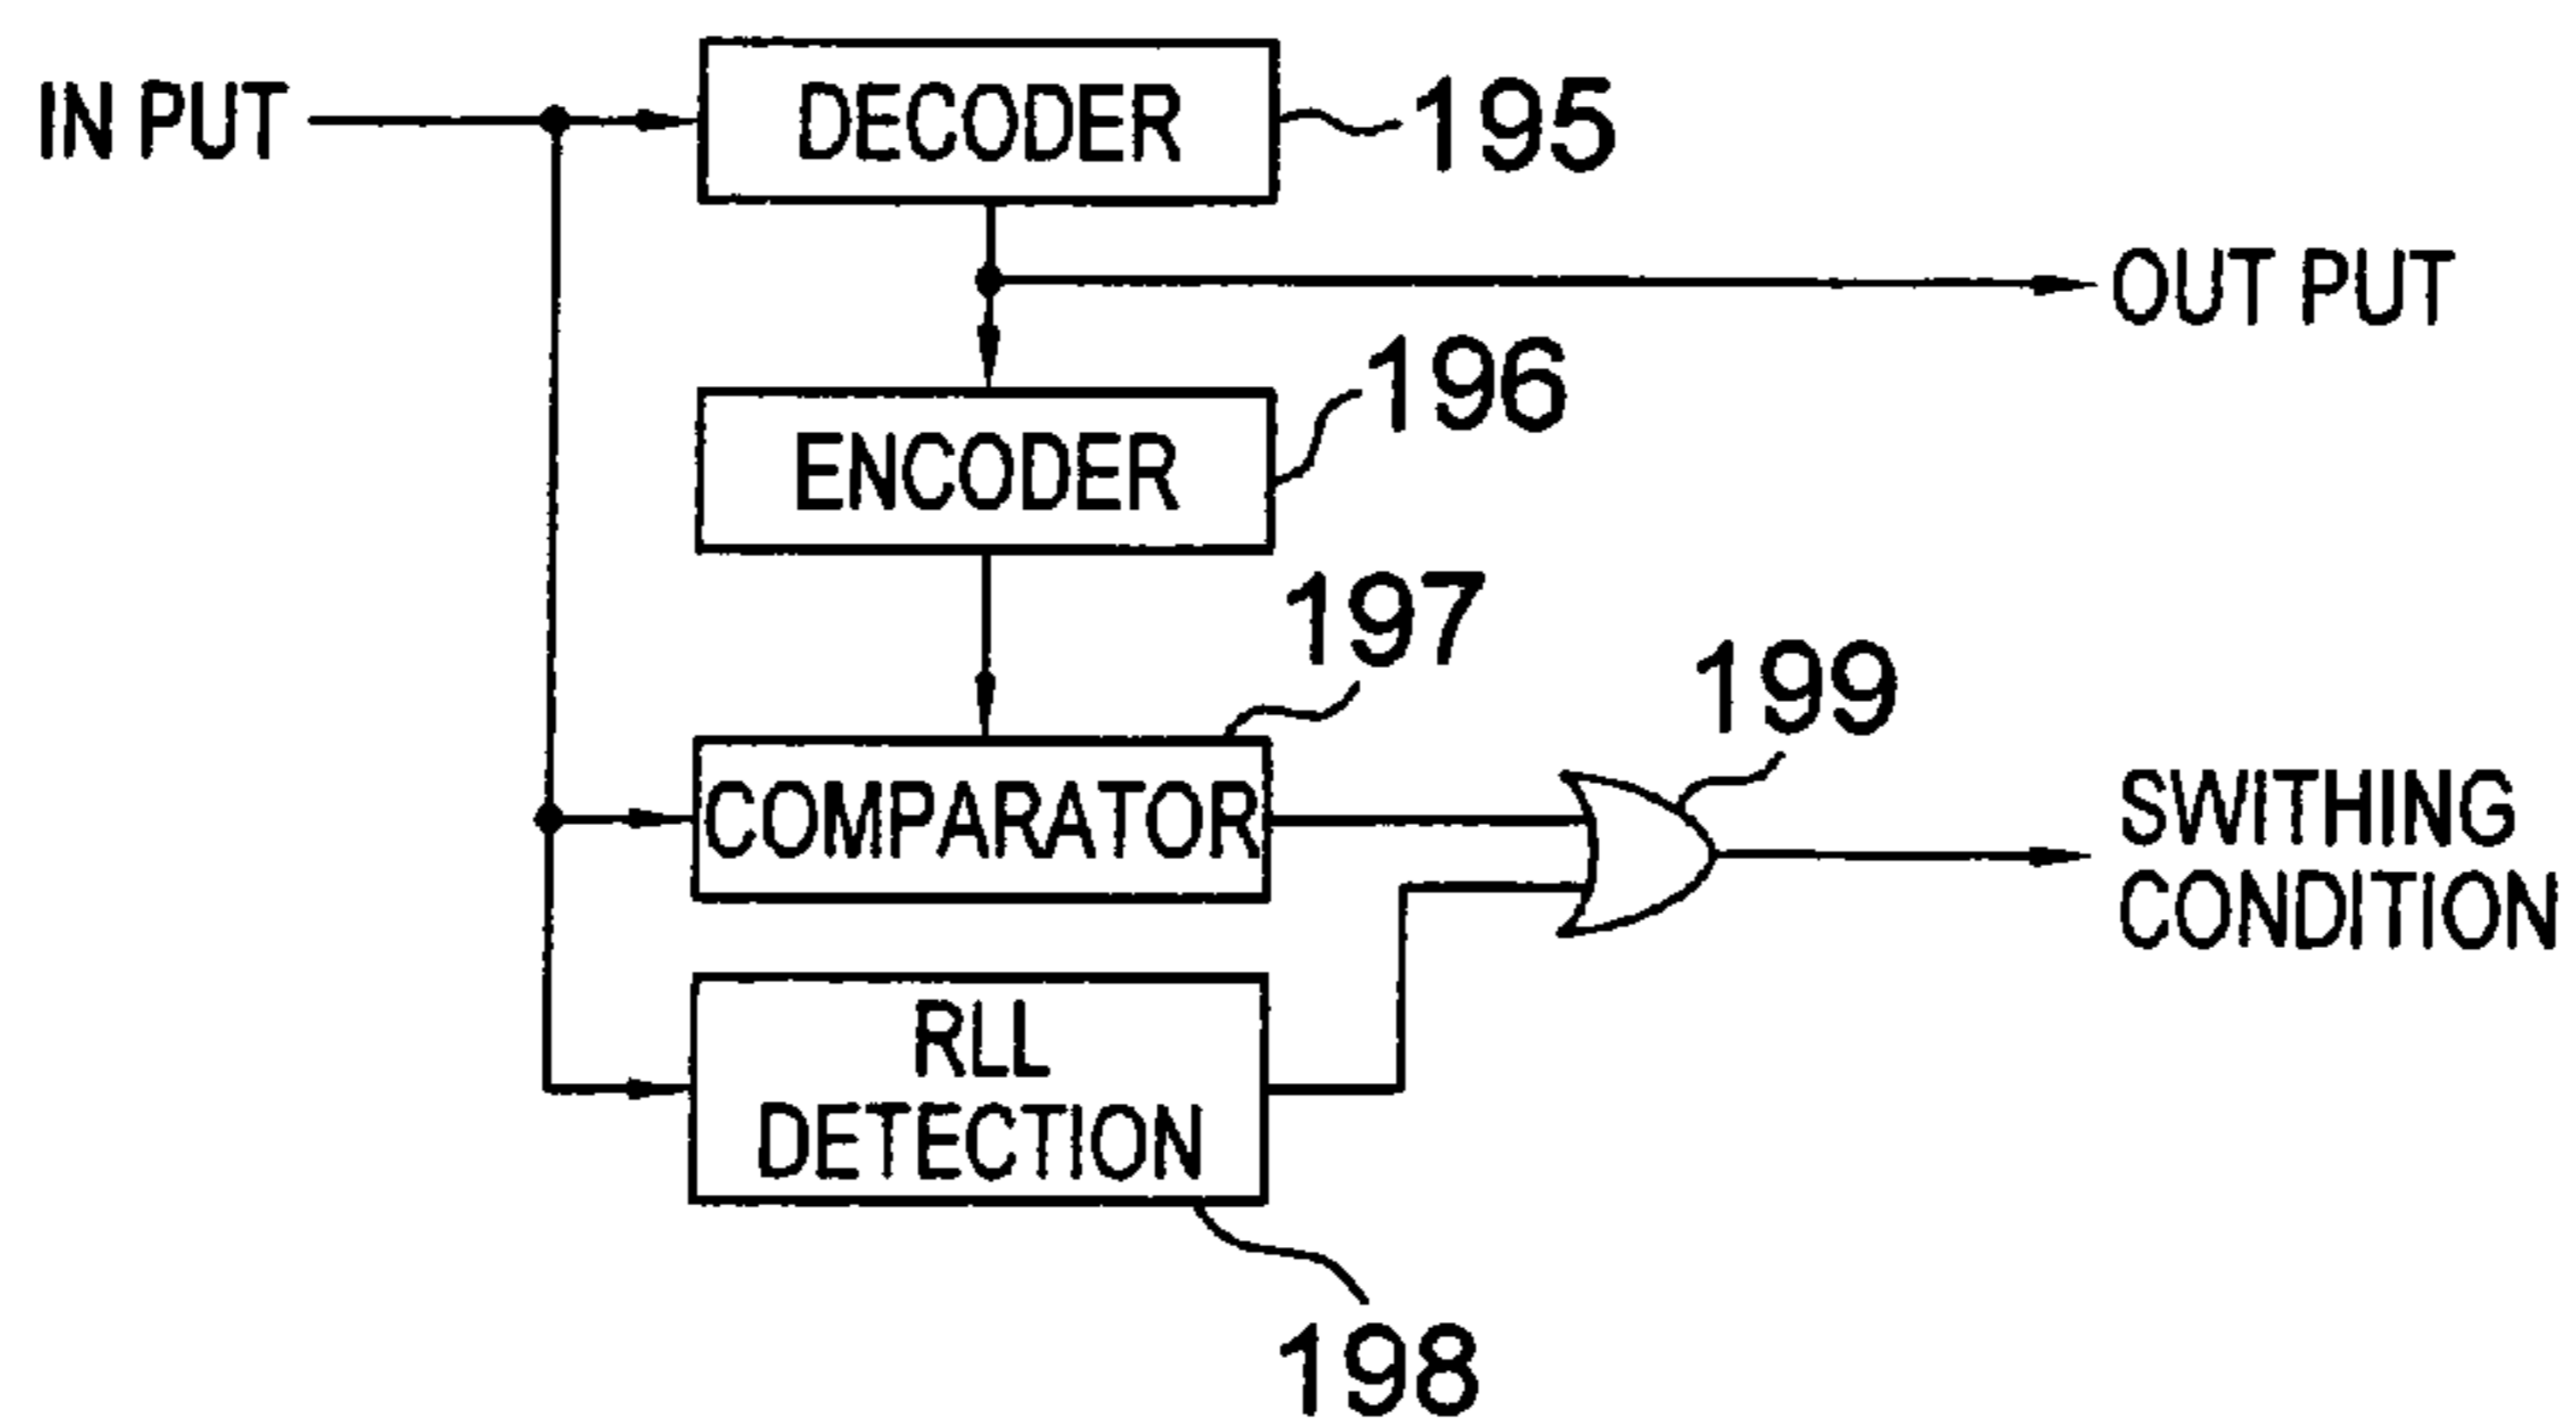 IN PUT
DECODER
195
OUT PUT
196
ENCODER
197
199
COMPARATOR
SWITHING
CONDITION
RLL
DETECTION
198